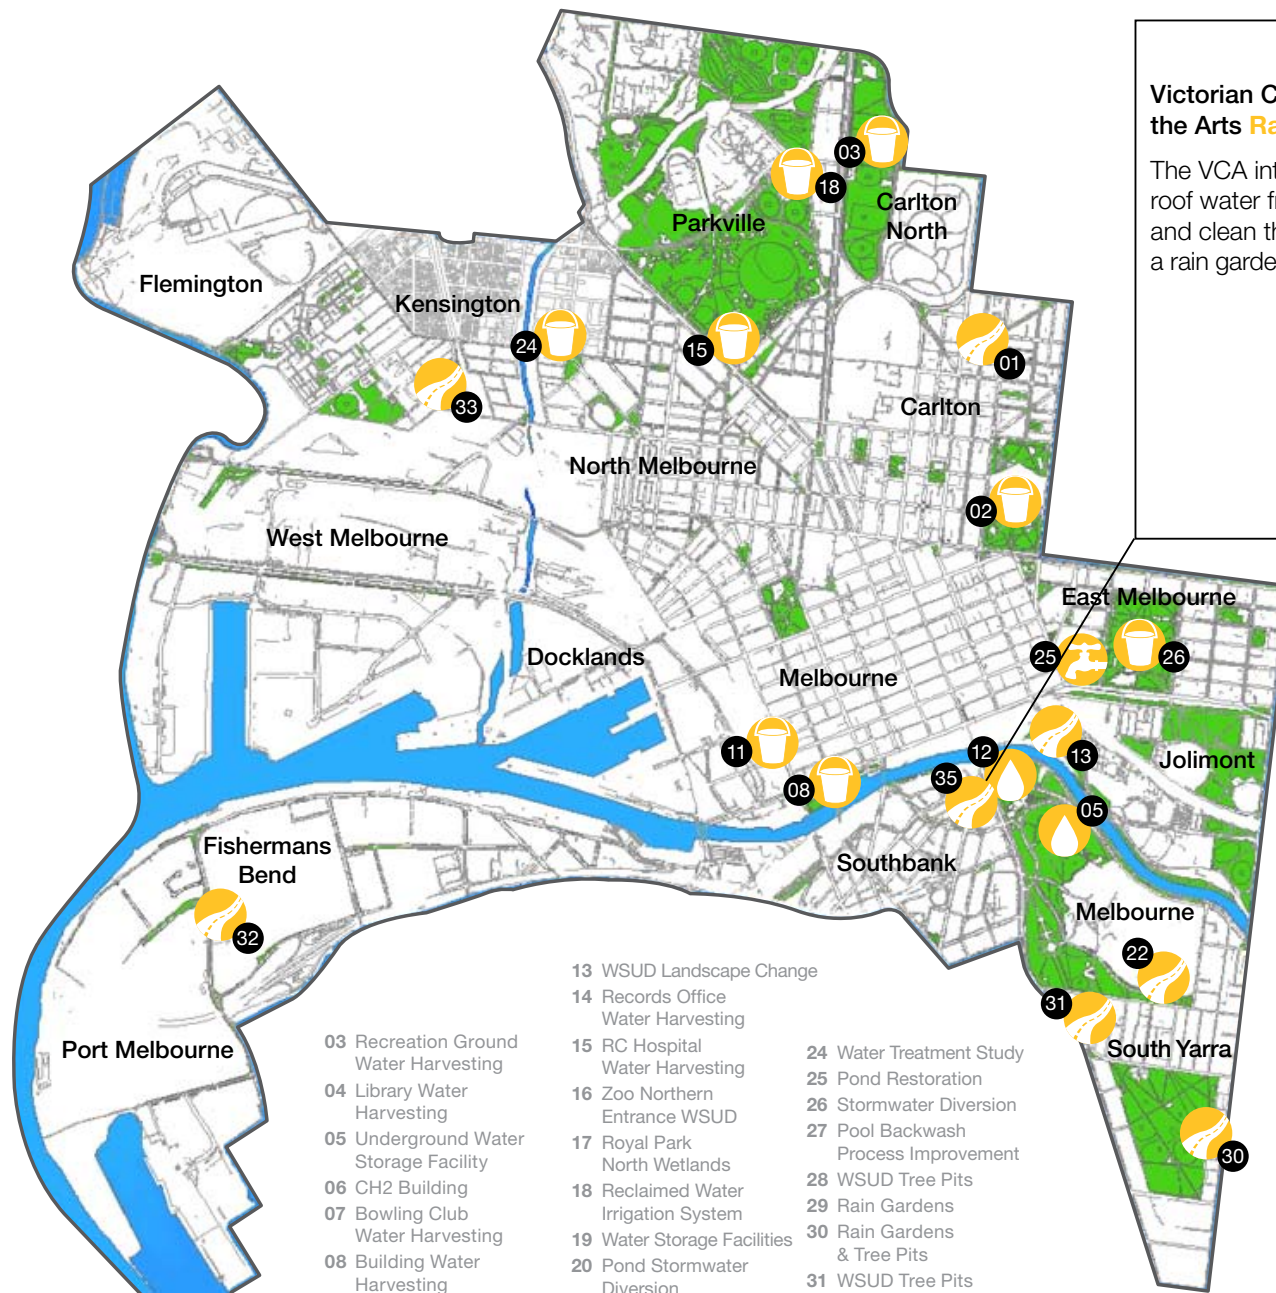 Victorian C
the Arts Ra
The VCA int
roof water fr
and clean th
a rain garde
03
18
Carlton
North
Parkville
Flemington
Kensington
24
15
01
33
Carlton
North Melbourne
02
West Melbourne
East Melbourne
25
26
Docklands
Melbourne
11
12
13
Jolimont
35
08
05
Southbank
Fishermans
Bend
Melbourne
32
22
31
Port Melbourne
South Yarra
30
03 Recreation Ground
Water Harvesting
04 Library Water
Harvesting
05 Underground Water
Storage Facility
06 CH2 Building
07 Bowling Club
Water Harvesting
08 Building Water
Harvesting
13 WSUD Landscape Change
14 Records Office
Water Harvesting
15 RC Hospital
Water Harvesting
16 Zoo Northern
Entrance WSUD
17 Royal Park
North Wetlands
18 Reclaimed Water
Irrigation System
19 Water Storage Facilities
20 Pond Stormwater
Diversion
24 Water Treatment Study
25 Pond Restoration
26 Stormwater Diversion
27 Pool Backwash
Process Improvement
28 WSUD Tree Pits
29 Rain Gardens
30 Rain Gardens
& Tree Pits
31 WSUD Tree Pits